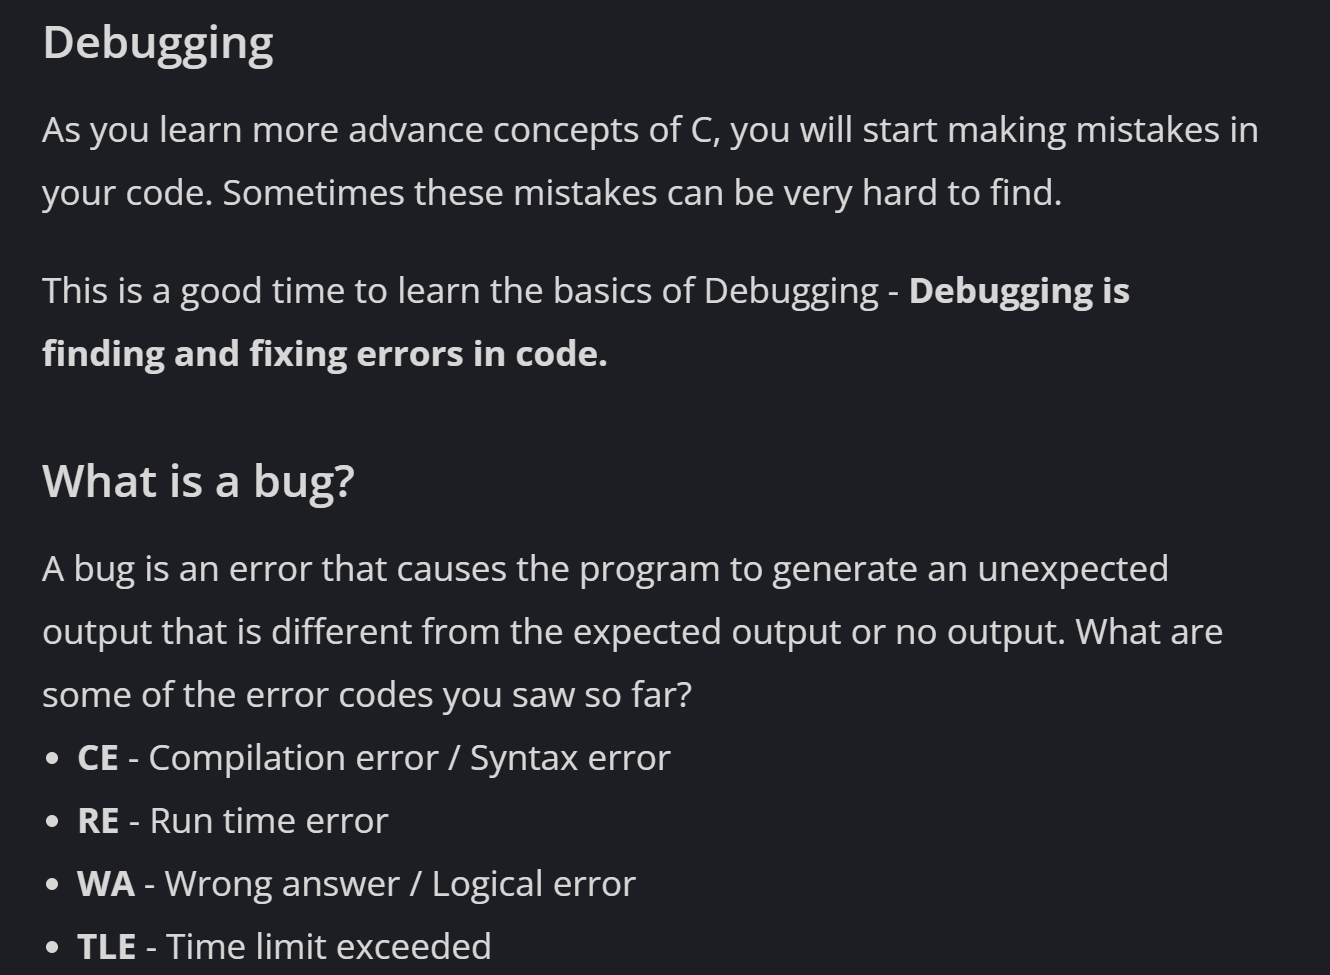 Debugging
As you learn more advance concepts of C, you will start making mistakes in
your code. Sometimes these mistakes can be very hard to find.
This is a good time to learn the basics of Debugging - Debugging is
finding and fixing errors in code.
What is a bug?
A bug is an error that causes the program to generate an unexpected
output that is different from the expected output or no output. What are
some of the error codes you saw so far?
• CE - Compilation error / Syntax error
• RE - Run time error
• WA - Wrong answer / Logical error
• TLE - Time limit exceeded